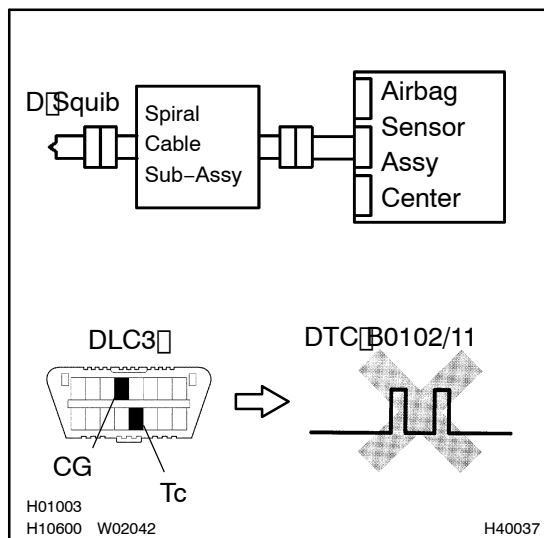 D▯Squib
Spiral
Cable
Sub−Assy
Airbag
Sensor
Assy
Center
DLC3▯
DTC▯B0102/11
CG
Tc
H01003
H10600 W02042
H40037